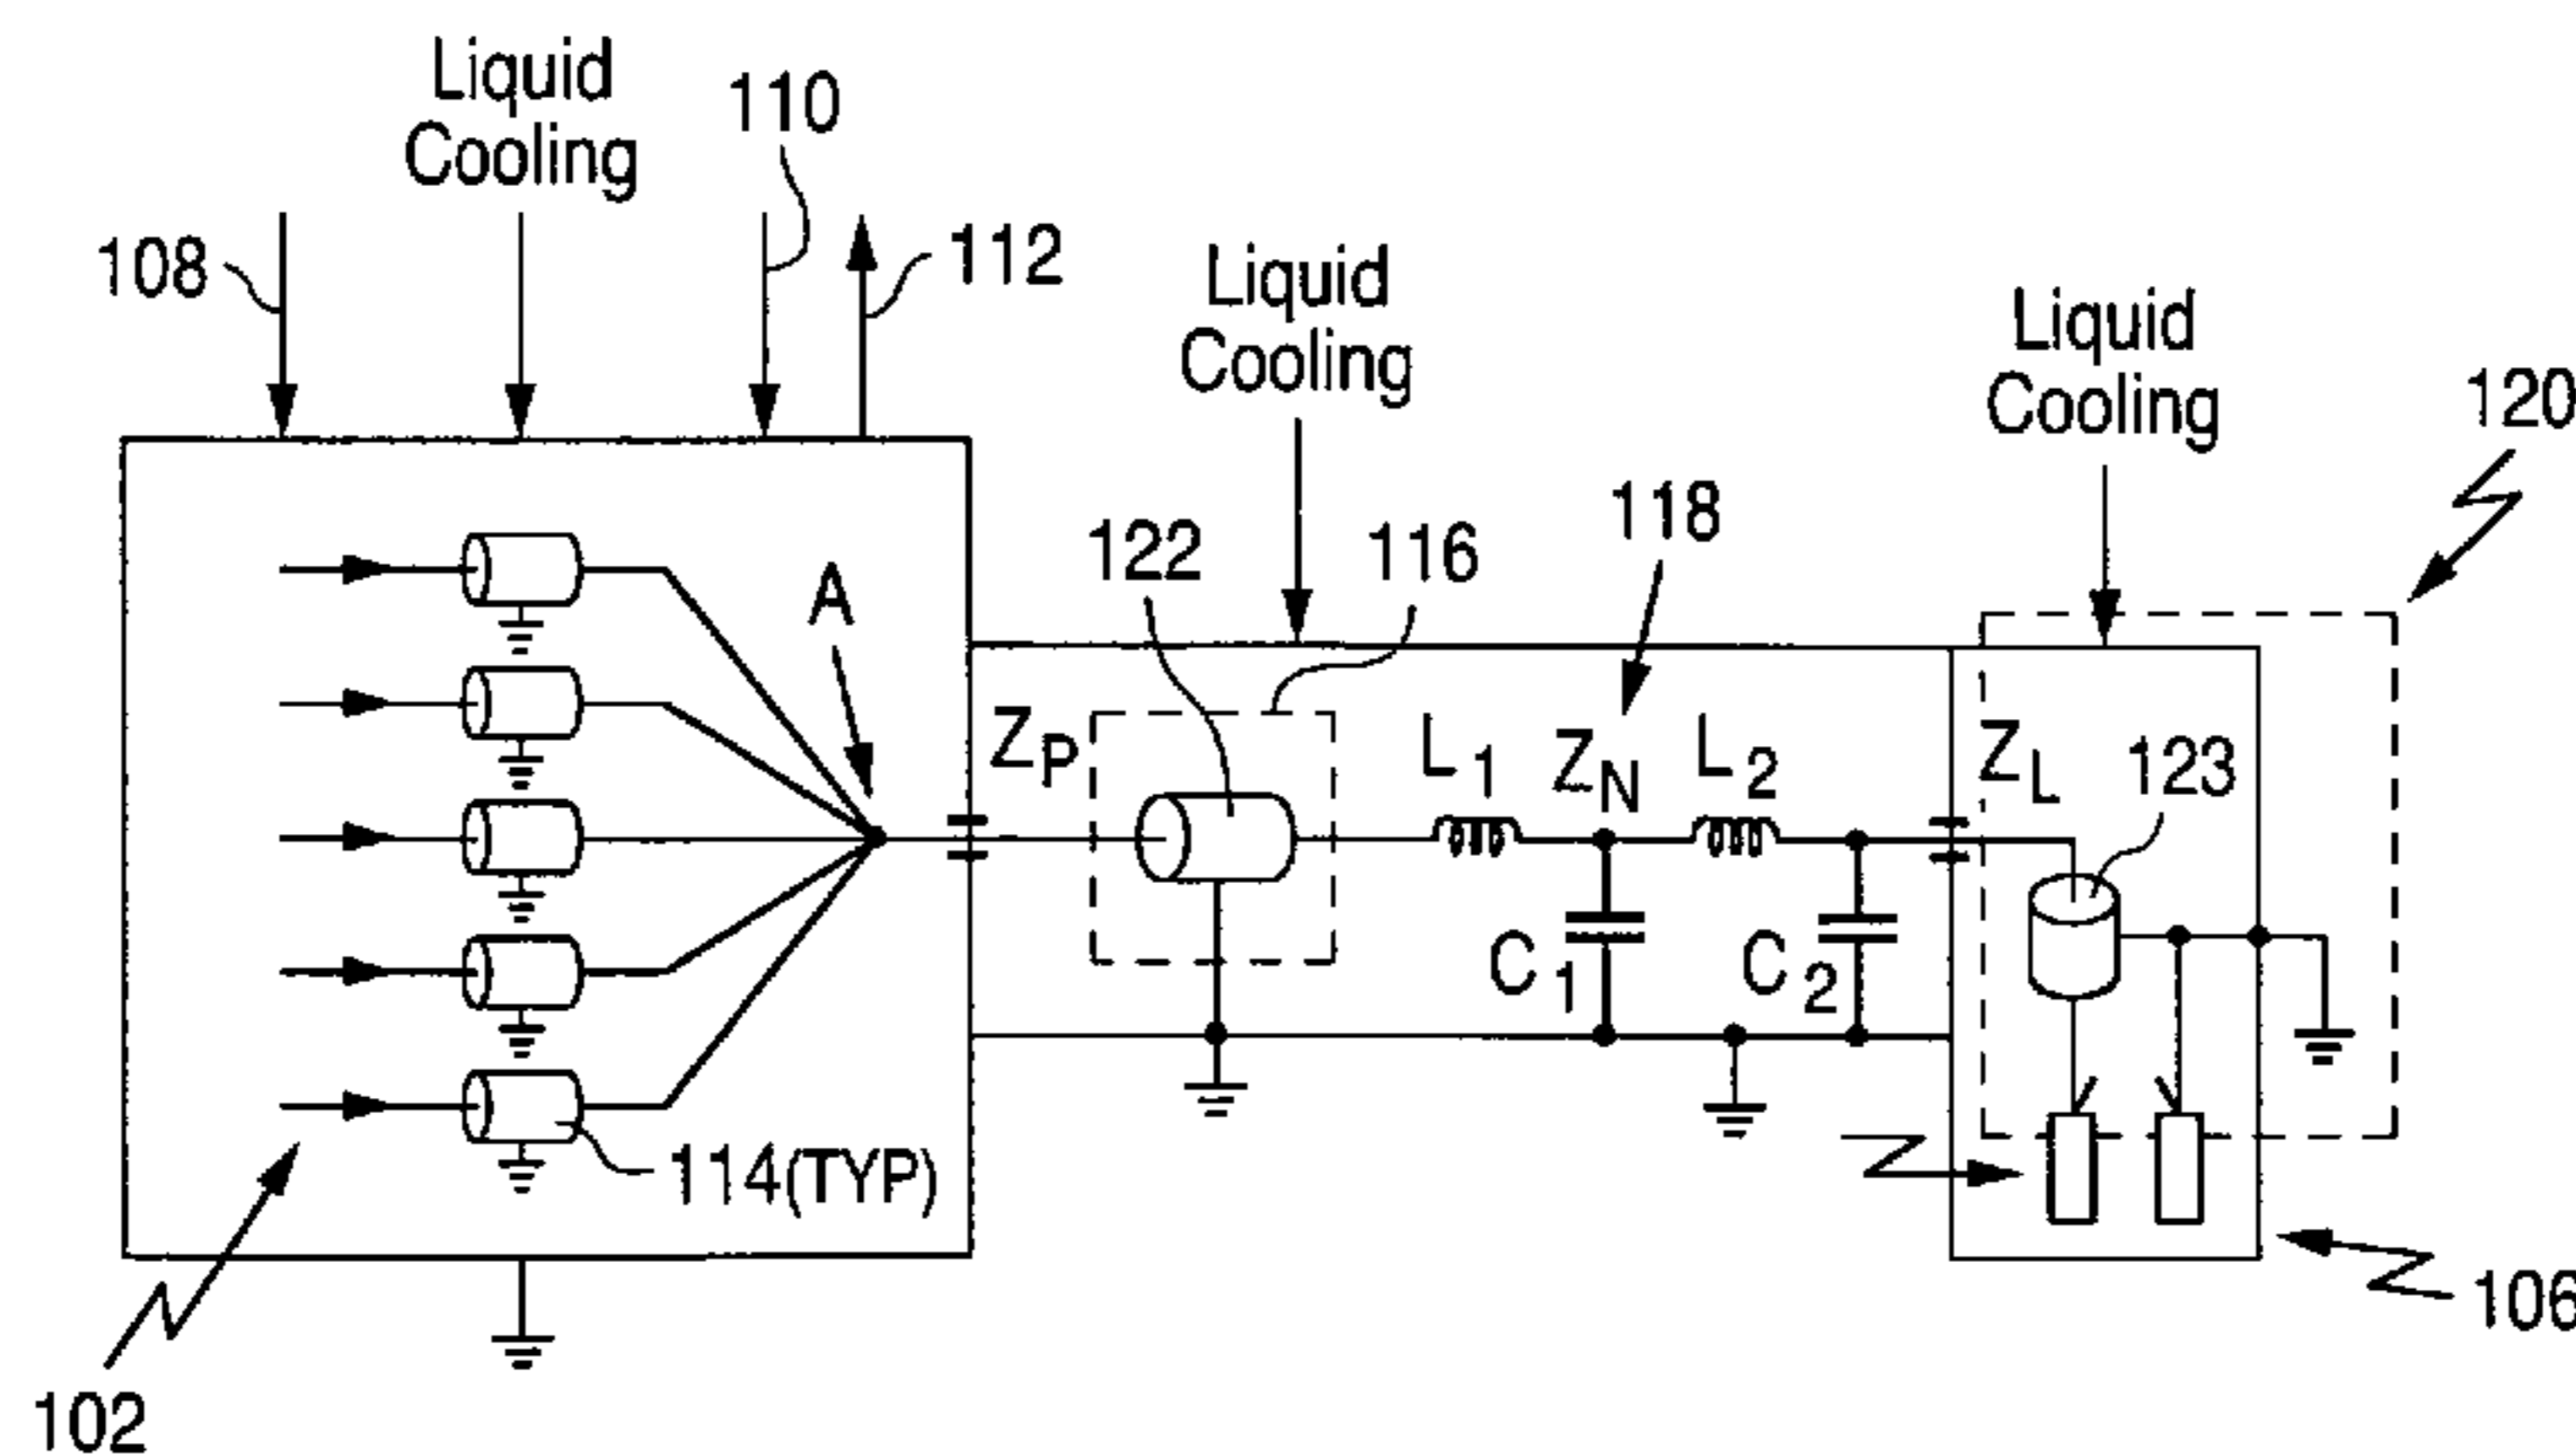 Liquid
Cooling
110
108
112
Liquid
Cooling
Liquid
Cooling
120
118
122
116
A
ZP
L1
ZN
L2
ZL
123
C1
C2
114(TYP)
106
102